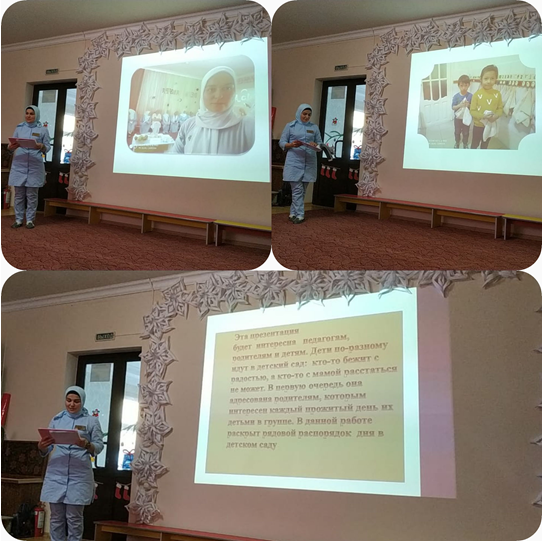 Эта презентация
будет интересна педагогам,
родителям и детям. Дети по-разному
идут в детский сад: кто-то бежит с
радостью, а кто-то с мамой расстаться
не может. В первую очередь она
адресована родителям, которым
интересен каждый прожитый день их
детьми в группе. В данной работе
раскрыт рядовой распорядок дня в
детском саду